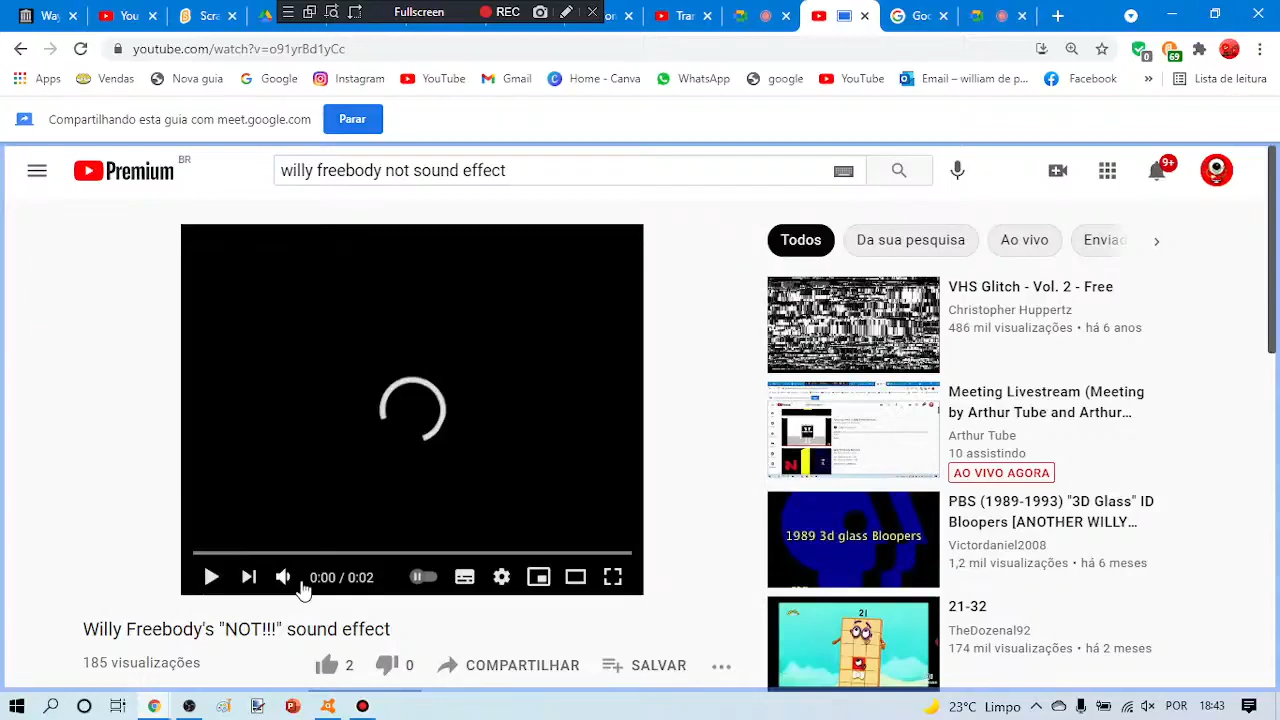 Fullscreen REC
Way
You
Scra
Tran
Goo
youtube.com/watch?v=o91yrBd1yCc
0
69
Apps Vendas Nova guia Google Instagram YouTube Gmail Home - Canva WhatsApp google YouTube Email – william de p... Facebook » Lista de leitura
Compartilhando esta guia com meet.google.com Parar
Premium BR
willy freebody not sound effect
9+
Todos Da sua pesquisa Ao vivo Enviad
VHS Glitch - Vol. 2 - Free
Christopher Huppertz
486 mil visualizações • há 6 anos
Meeting Livestream (Meeting
by Arthur Tube and Arthur...
Arthur Tube
10 assistindo
AO VIVO AGORA
1989 3d glass Bloopers
PBS (1989-1993) "3D Glass" ID
Bloopers [ANOTHER WILLY...
Victordaniel2008
1,2 mil visualizações • há 6 meses
21
21-32
TheDozenal92
174 mil visualizações • há 2 meses
0:00 / 0:02
Willy Freebody's "NOT!!!" sound effect
185 visualizações
2 0 COMPARTILHAR SALVAR
23°C Limpo POR 18:43